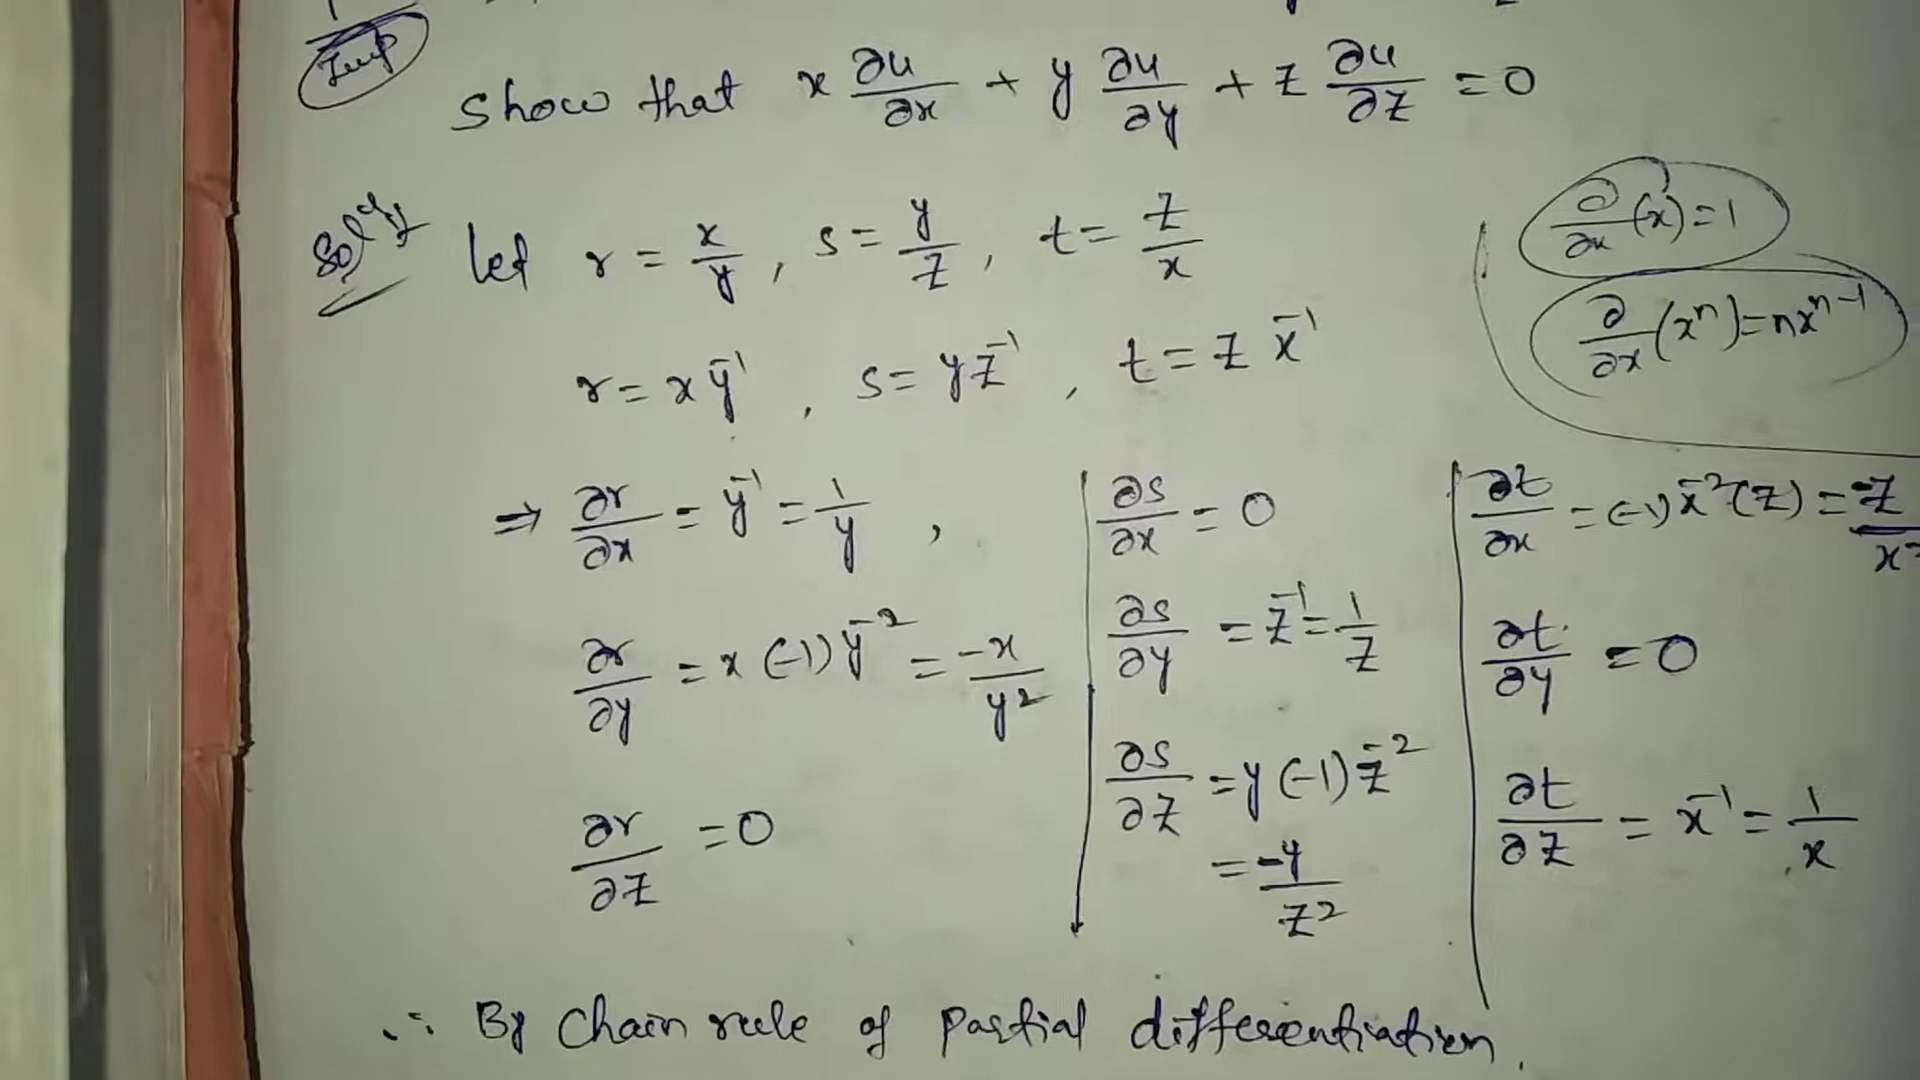 Imp
Show that x ∂u/∂x + y ∂u/∂y + z ∂u/∂z = 0
Solⁿ let r = x/y, s = y/z, t = z/x
∂/∂x (x) = 1
∂/∂x (xⁿ) = nxⁿ⁻¹
r = xy⁻¹, s = yz⁻¹, t = z x⁻¹
⇒ ∂r/∂x = y⁻¹ = 1/y,
∂r/∂y = x(-1)y⁻² = -x/y²
∂r/∂z = 0
∂s/∂x = 0
∂s/∂y = z⁻¹ = 1/z
∂s/∂z = y(-1)z⁻²
= -y/z²
∂t/∂x = (-1)x⁻²(z) = -z/x²
∂t/∂y = 0
∂t/∂z = x⁻¹ = 1/x
∴ By Chain rule of partial differentiation,